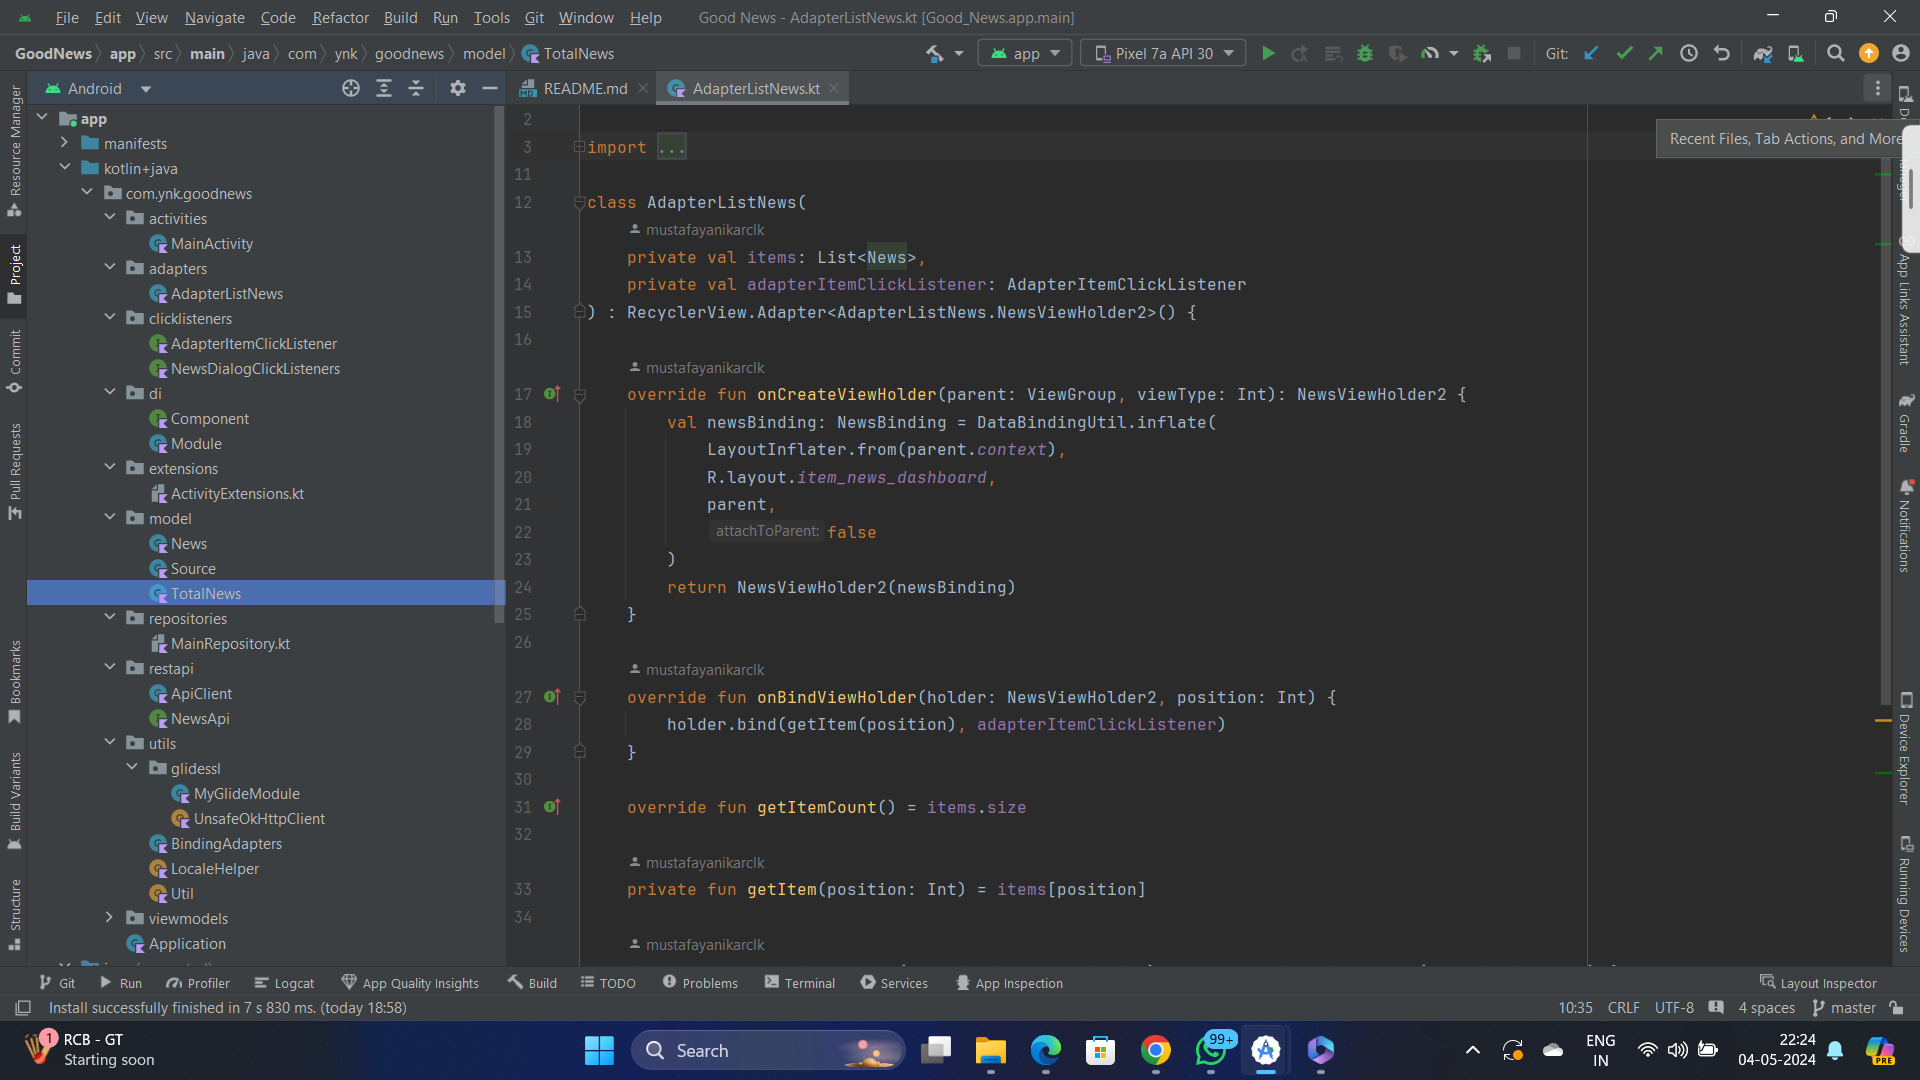 File Edit View Navigate Code Refactor Build Run Tools Git Window Help Good News - AdapterListNews.kt [Good_News.app.main]
GoodNews app src main java com ynk goodnews model TotalNews app Pixel 7a API 30 Git:
Android README.md AdapterListNews.kt
Recent Files, Tab Actions, and More
Resource Manager
Project
Commit
Pull Requests
Bookmarks
Build Variants
Structure
app
manifests
kotlin+java
com.ynk.goodnews
activities
MainActivity
adapters
AdapterListNews
clicklisteners
AdapterItemClickListener
NewsDialogClickListeners
di
Component
Module
extensions
ActivityExtensions.kt
model
News
Source
TotalNews
repositories
MainRepository.kt
restapi
ApiClient
NewsApi
utils
glidessl
MyGlideModule
UnsafeOkHttpClient
BindingAdapters
LocaleHelper
Util
viewmodels
Application
2
3 import ...
11
12 class AdapterListNews(
mustafayanikarclk
13 private val items: List<News>,
14 private val adapterItemClickListener: AdapterItemClickListener
15 ) : RecyclerView.Adapter<AdapterListNews.NewsViewHolder2>() {
16
mustafayanikarclk
17 override fun onCreateViewHolder(parent: ViewGroup, viewType: Int): NewsViewHolder2 {
18 val newsBinding: NewsBinding = DataBindingUtil.inflate(
19 LayoutInflater.from(parent.context),
20 R.layout.item_news_dashboard,
21 parent,
22 attachToParent: false
23 )
24 return NewsViewHolder2(newsBinding)
25 }
26
mustafayanikarclk
27 override fun onBindViewHolder(holder: NewsViewHolder2, position: Int) {
28 holder.bind(getItem(position), adapterItemClickListener)
29 }
30
31 override fun getItemCount() = items.size
32
mustafayanikarclk
33 private fun getItem(position: Int) = items[position]
34
mustafayanikarclk
App Links Assistant
Gradle
Notifications
Device Explorer
Running Devices
Git Run Profiler Logcat App Quality Insights Build TODO Problems Terminal Services App Inspection Layout Inspector
Install successfully finished in 7 s 830 ms. (today 18:58) 10:35 CRLF UTF-8 4 spaces master
1 RCB - GT
Starting soon
Search
99+
PRE
ENG
IN
22:24
04-05-2024